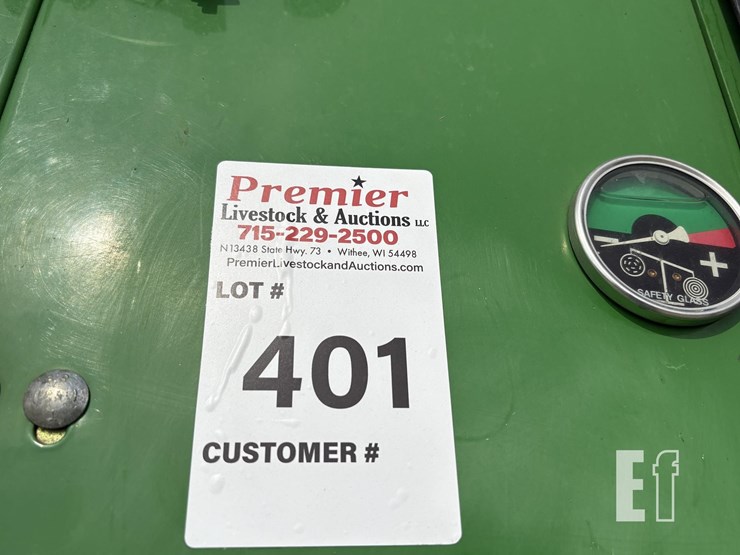 Premier
Livestock & Auctions LLC
715-229-2500
N13438 State Hwy. 73 • Withee, WI 54498
PremierLivestockandAuctions.com
LOT #
401
CUSTOMER #
− +
SAFETY GLASS
Ef